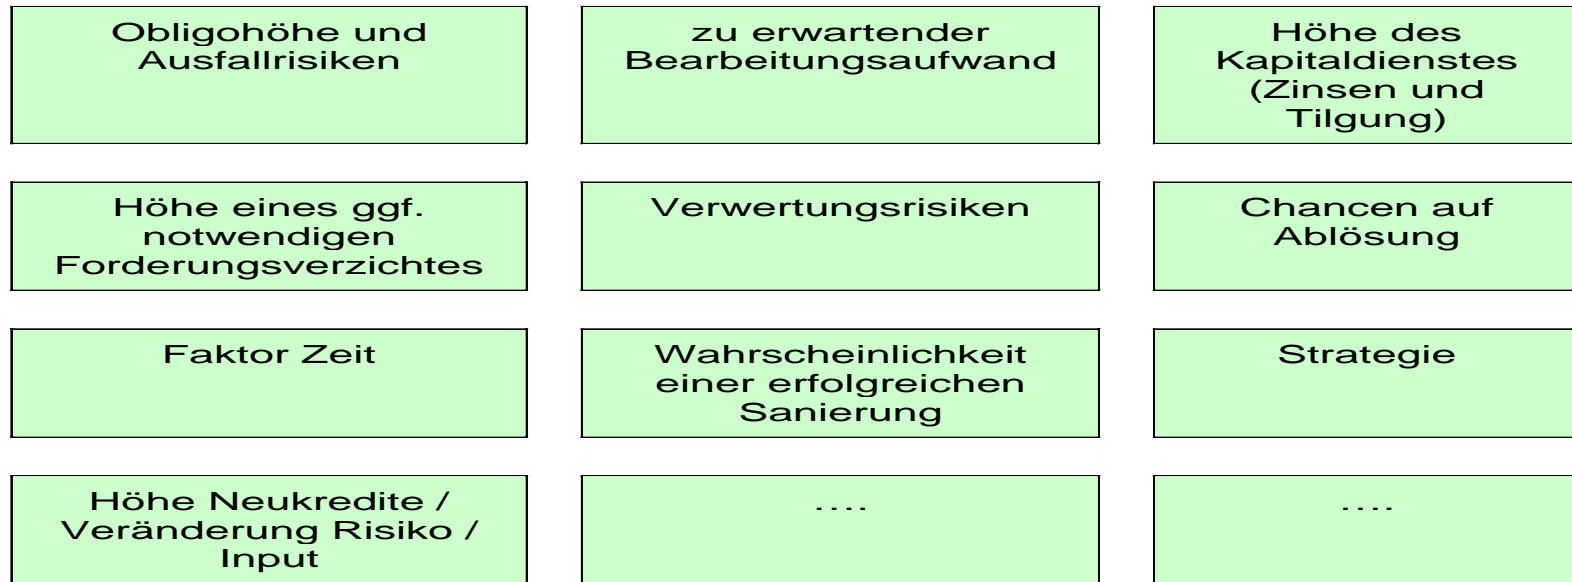 Obligohöhe und
Ausfallrisiken
zu erwartender
Bearbeitungsaufwand
Höhe des
Kapitaldienstes
(Zinsen und
Tilgung)
Höhe eines ggf.
notwendigen
Forderungsverzichtes
Verwertungsrisiken
Chancen auf
Ablösung
Faktor Zeit
Wahrscheinlichkeit
einer erfolgreichen
Sanierung
Strategie
Höhe Neukredite /
Veränderung Risiko /
Input
....
....